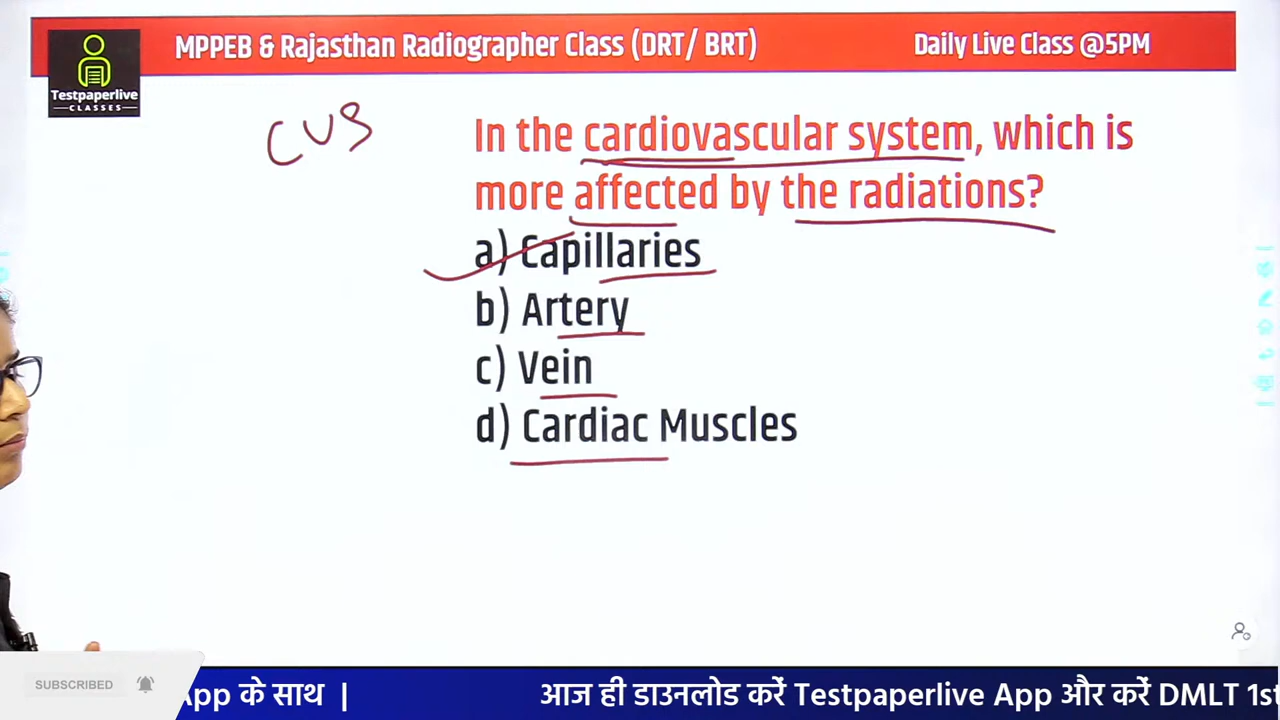 MPPEB & Rajasthan Radiographer Class (DRT/ BRT)
Daily Live Class @5PM
Testpaperlive
CLASSES
CVS
In the cardiovascular system, which is
more affected by the radiations?
a) Capillaries
b) Artery
c) Vein
d) Cardiac Muscles
SUBSCRIBED
App के साथ |
आज ही डाउनलोड करें Testpaperlive App और करें DMLT 1st